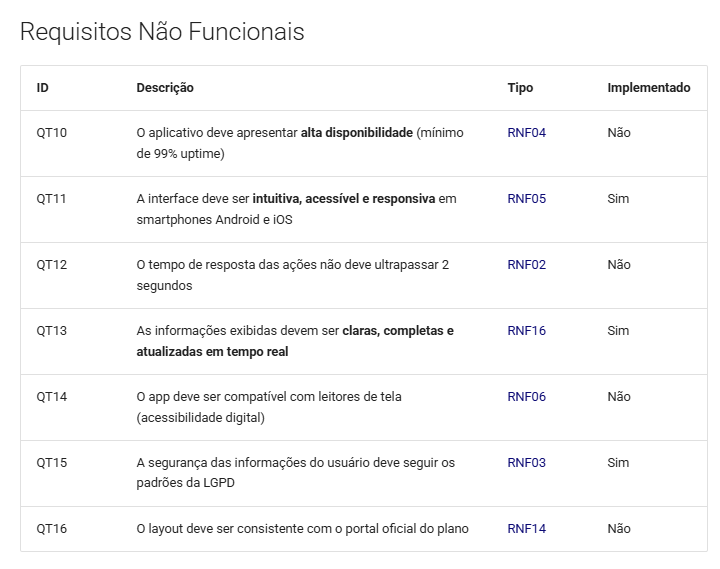 Requisitos Não Funcionais
ID Descrição Tipo Implementado
QT10 O aplicativo deve apresentar alta disponibilidade (mínimo RNF04 Não
de 99% uptime)
QT11 A interface deve ser intuitiva, acessível e responsiva em RNF05 Sim
smartphones Android e iOS
QT12 O tempo de resposta das ações não deve ultrapassar 2 RNF02 Não
segundos
QT13 As informações exibidas devem ser claras, completas e RNF16 Sim
atualizadas em tempo real
QT14 O app deve ser compatível com leitores de tela RNF06 Não
(acessibilidade digital)
QT15 A segurança das informações do usuário deve seguir os RNF03 Sim
padrões da LGPD
QT16 O layout deve ser consistente com o portal oficial do plano RNF14 Não